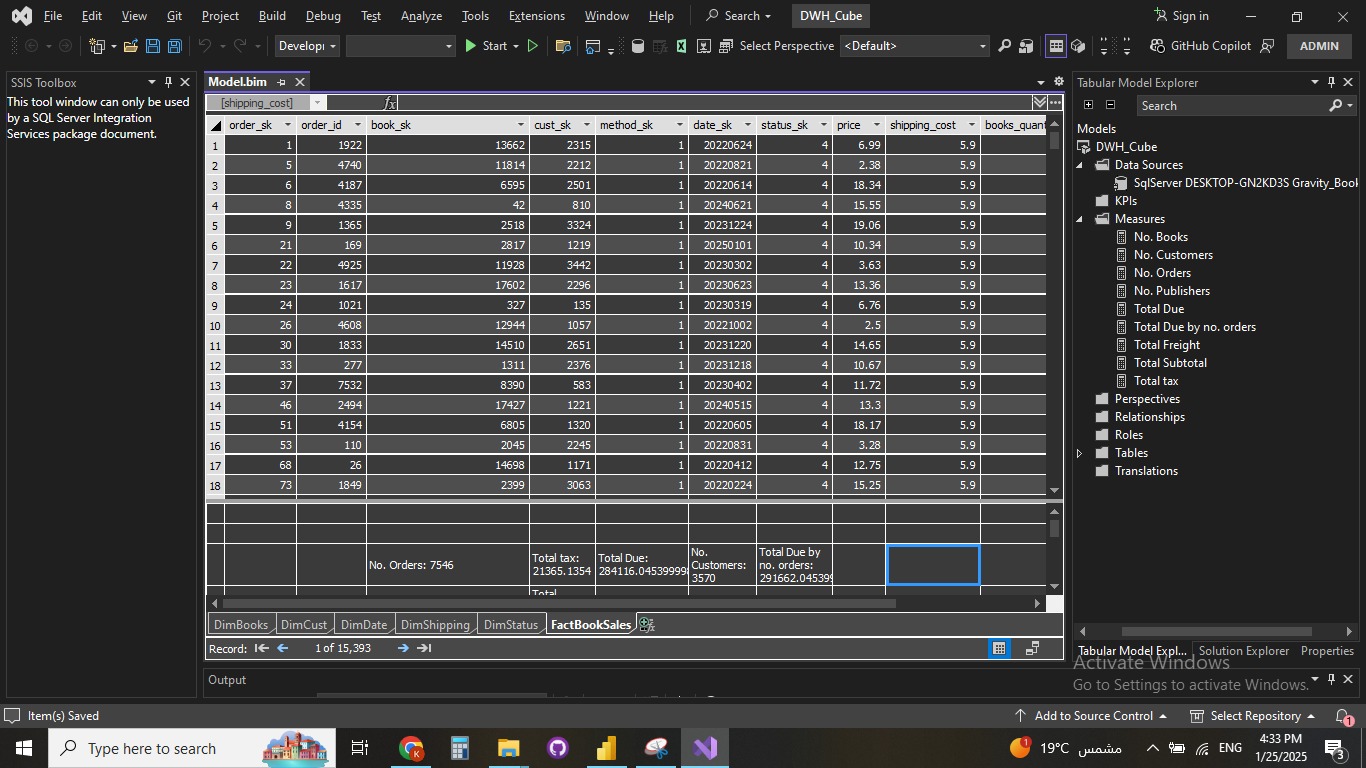 File Edit View Git Project Build Debug Test Analyze Tools Extensions Window Help Search DWH_Cube Sign in
Developi Start Select Perspective <Default> GitHub Copilot ADMIN
SSIS Toolbox
This tool window can only be used
by a SQL Server Integration
Services package document.
Model.bim
[shipping_cost] fx
order_sk order_id book_sk cust_sk method_sk date_sk status_sk price shipping_cost books_quant
1 1 1922 13662 2315 1 20220624 4 6.99 5.9
2 5 4740 11814 2212 1 20220821 4 2.38 5.9
3 6 4187 6595 2501 1 20220614 4 18.34 5.9
4 8 4335 42 810 1 20240621 4 15.55 5.9
5 9 1365 2518 3324 1 20231224 4 19.06 5.9
6 21 169 2817 1219 1 20250101 4 10.34 5.9
7 22 4925 11928 3442 1 20230302 4 3.63 5.9
8 23 1617 17602 2296 1 20230623 4 13.36 5.9
9 24 1021 327 135 1 20230319 4 6.76 5.9
10 26 4608 12944 1057 1 20221002 4 2.5 5.9
11 30 1833 14510 2651 1 20231220 4 14.65 5.9
12 33 277 1311 2376 1 20231218 4 10.67 5.9
13 37 7532 8390 583 1 20230402 4 11.72 5.9
14 46 2494 17427 1221 1 20240515 4 13.3 5.9
15 51 4154 6805 1320 1 20220605 4 18.17 5.9
16 53 110 2045 2245 1 20220831 4 3.28 5.9
17 68 26 14698 1171 1 20220412 4 12.75 5.9
18 73 1849 2399 3063 1 20220224 4 15.25 5.9
No. Orders: 7546
Total tax:
21365.1354
Total Due:
284116.045399998
No.
Customers:
3570
Total Due by
no. orders:
291662.045399
Total
DimBooks DimCust DimDate DimShipping DimStatus FactBookSales
Record: 1 of 15,393
Output
Tabular Model Explorer
Search
Models
DWH_Cube
Data Sources
SqlServer DESKTOP-GN2KD3S Gravity_Book
KPIs
Measures
No. Books
No. Customers
No. Orders
No. Publishers
Total Due
Total Due by no. orders
Total Freight
Total Subtotal
Total tax
Perspectives
Relationships
Roles
Tables
Translations
Tabular Model Expl... Solution Explorer Properties
Activate Windows
Go to Settings to activate Windows.
Item(s) Saved Add to Source Control Select Repository 1
Type here to search 1 19°C مشمس ENG 4:33 PM
1/25/2025 3